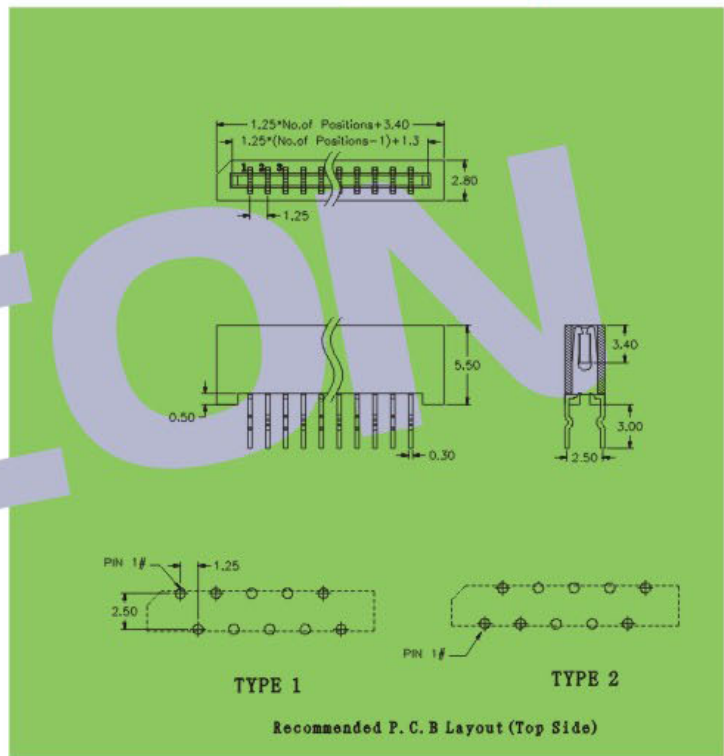 1.25*No.of Positions+3.40
1.25*(No.of Positions-1)+1.3
1 2 3
2.80
1.25
5.50
3.40
0.50
3.00
0.30
2.50
PIN 1#
1.25
2.50
PIN 1#
TYPE 1
TYPE 2
Recommended P.C.B Layout(Top Side)
ON